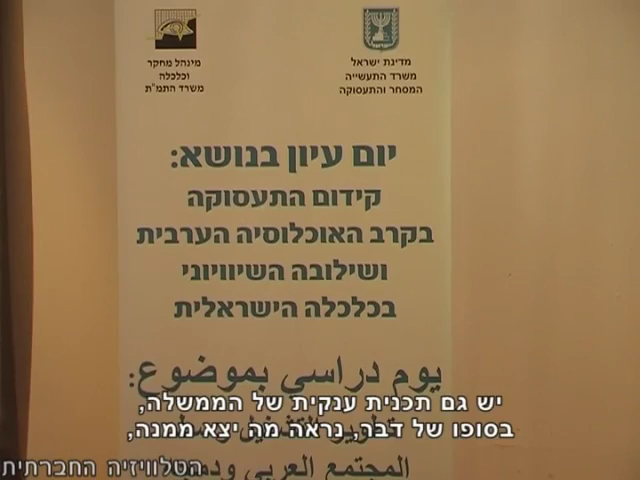 מדינת ישראל
משרד התעשייה
המסחר והתעסוקה
מינהל מחקר
וכלכלה
משרד התמ"ת
יום עיון בנושא:
קידום התעסוקה
בקרב האוכלוסיה הערבית
ושילובה השיוויוני
בכלכלה הישראלית
يوم دراسي بموضوع:
יש גם תכנית ענקית של הממשלה,
בסופו של דבר, נראה מה יצא ממנה,
المجتمع العربي
הטלוויזיה החברתית